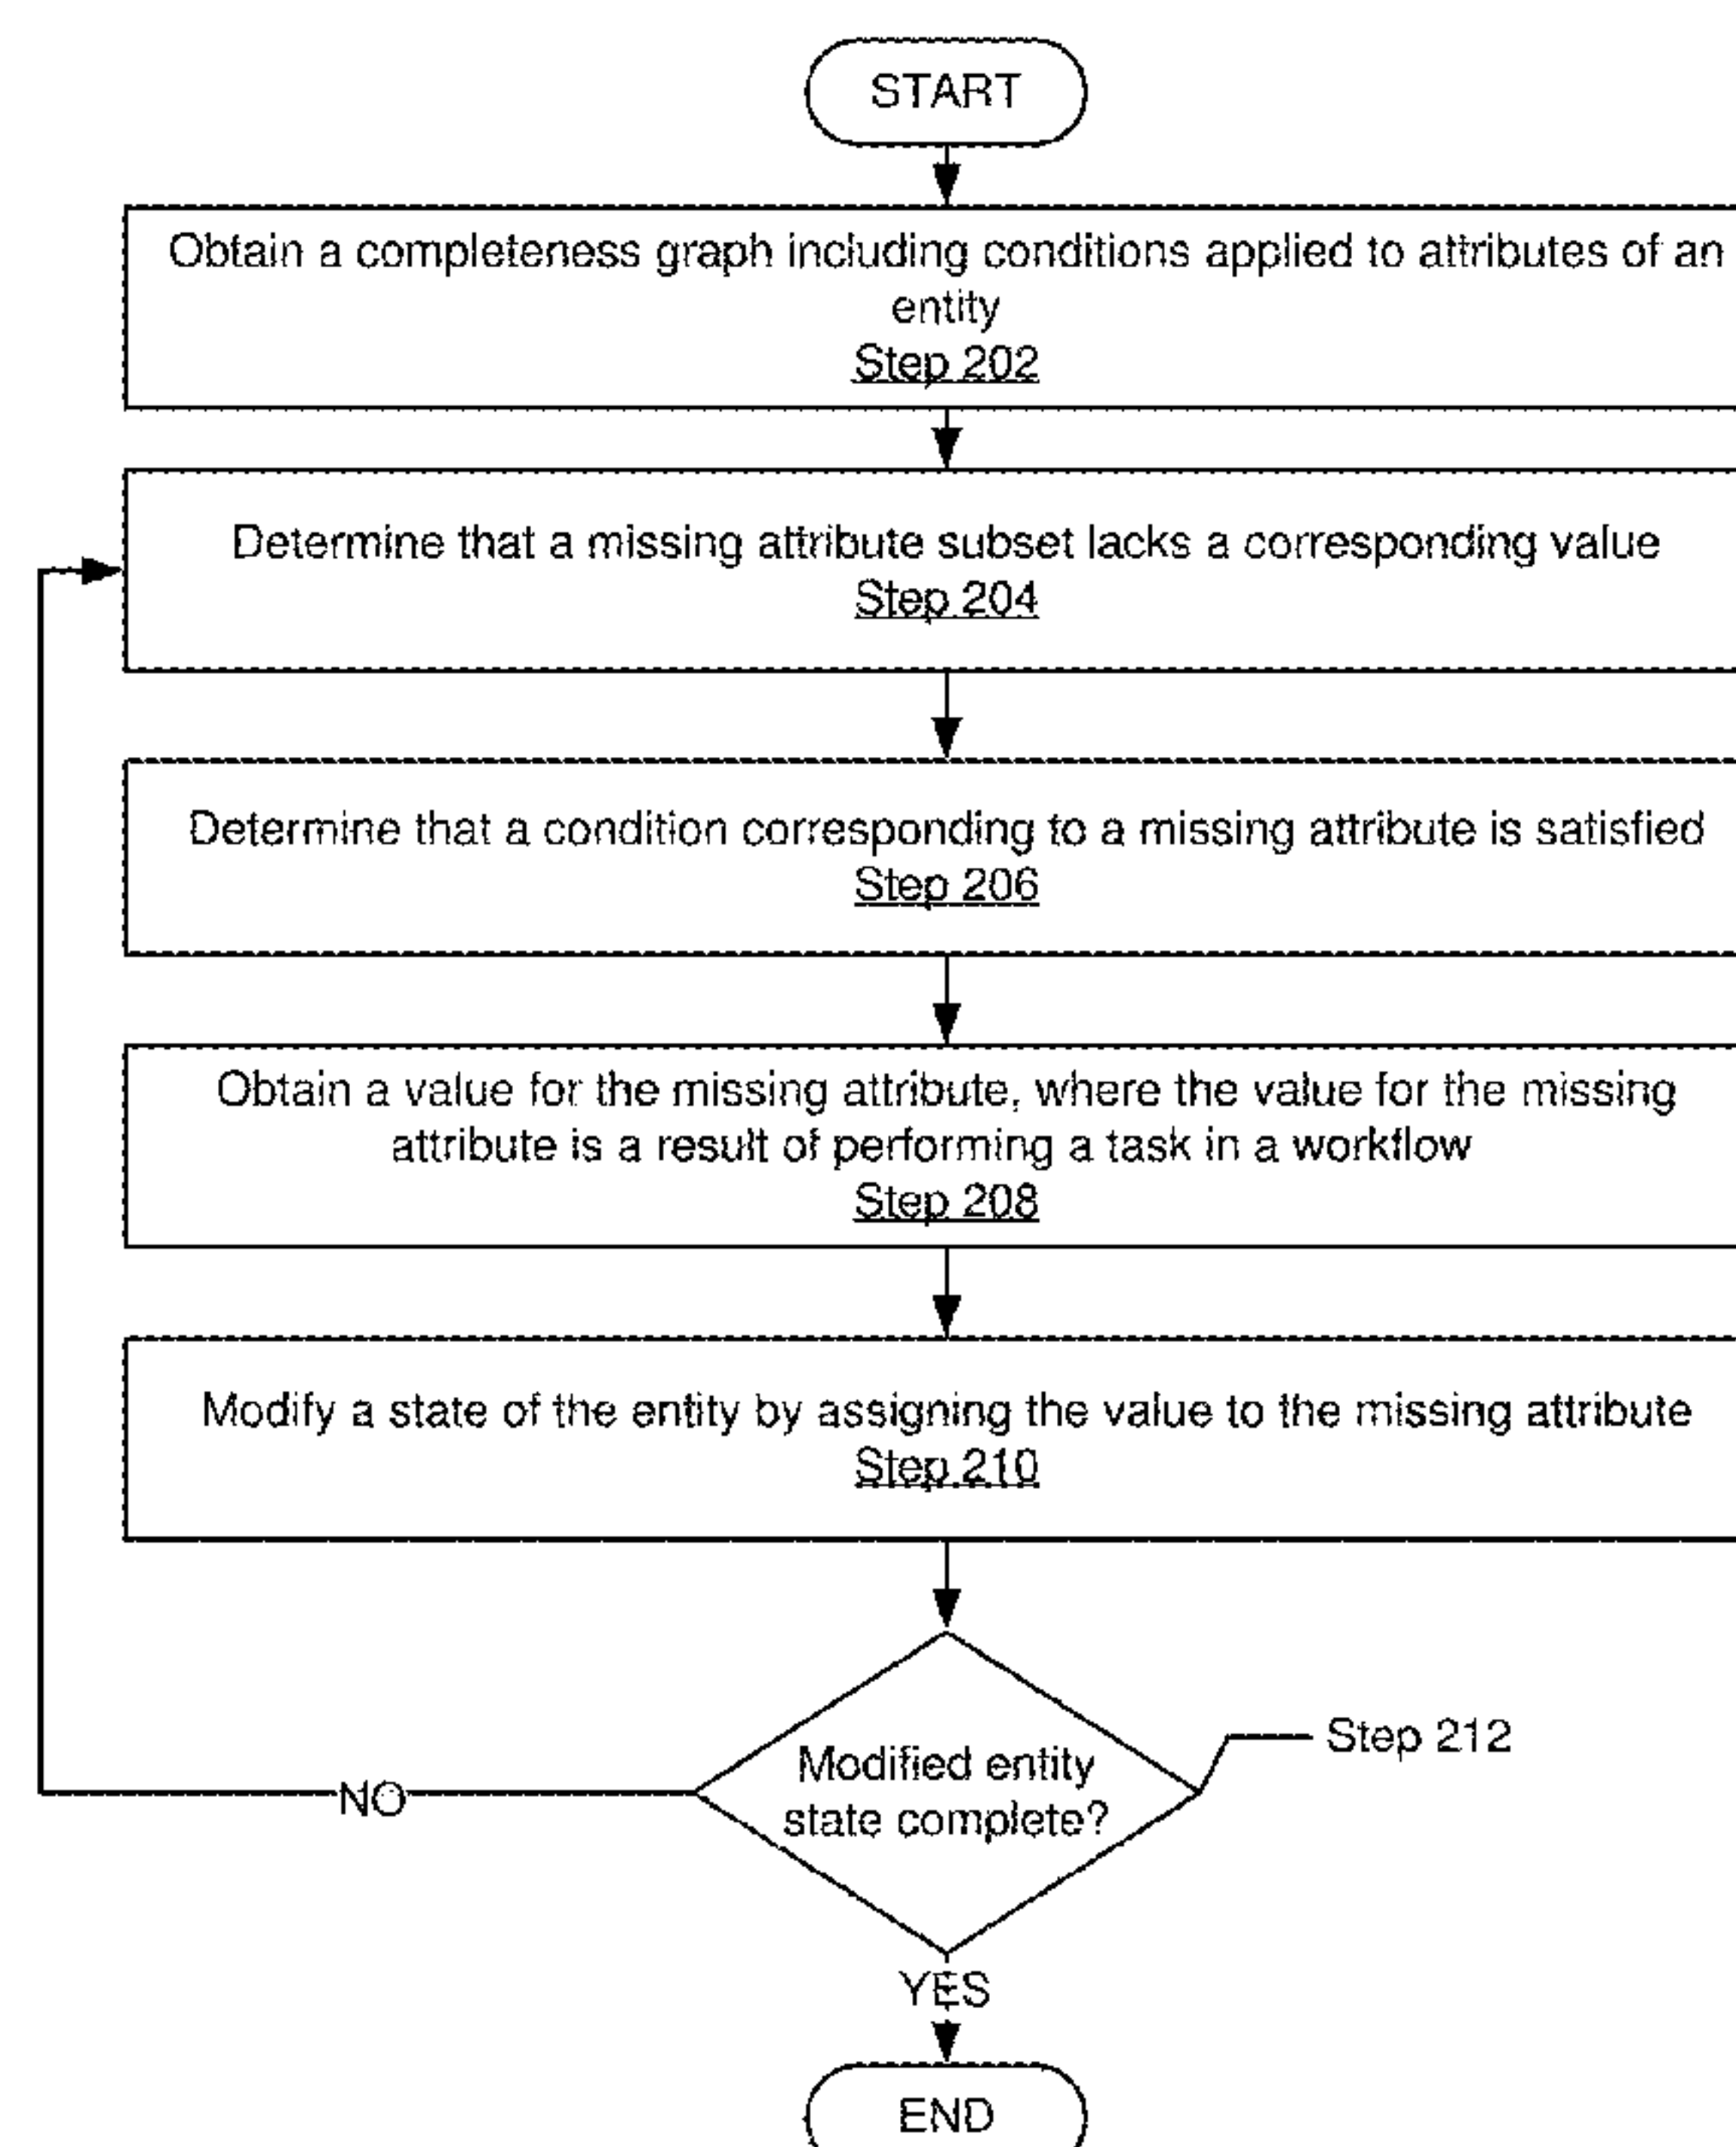 START
Obtain a completeness graph including conditions applied to attributes of an
entity
Step 202
Determine that a missing attribute subset lacks a corresponding value
Step 204
Determine that a condition corresponding to a missing attribute is satisfied
Step 206
Obtain a value for the missing attribute, where the value for the missing
attribute is a result of performing a task in a workflow
Step 208
Modify a state of the entity by assigning the value to the missing attribute
Step 210
Modified entity
state complete?
Step 212
NO
YES
END